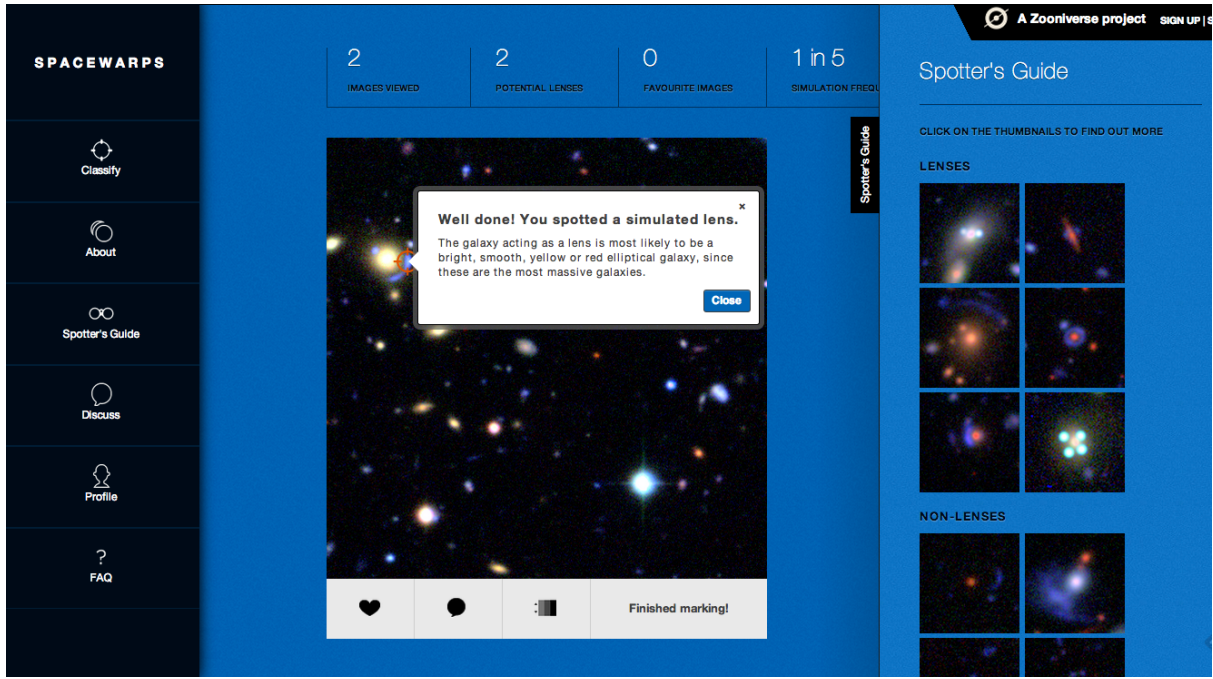 SPACEWARPS
Classify
About
Spotter's Guide
Discuss
Profile
?
FAQ
2
IMAGES VIEWED
2
POTENTIAL LENSES
0
FAVOURITE IMAGES
1 in 5
SIMULATION FREQU
Spotter's Guide
Well done! You spotted a simulated lens.
The galaxy acting as a lens is most likely to be a
bright, smooth, yellow or red elliptical galaxy, since
these are the most massive galaxies.
Close
Finished marking!
A Zooniverse project SIGN UP | S
Spotter's Guide
CLICK ON THE THUMBNAILS TO FIND OUT MORE
LENSES
NON-LENSES